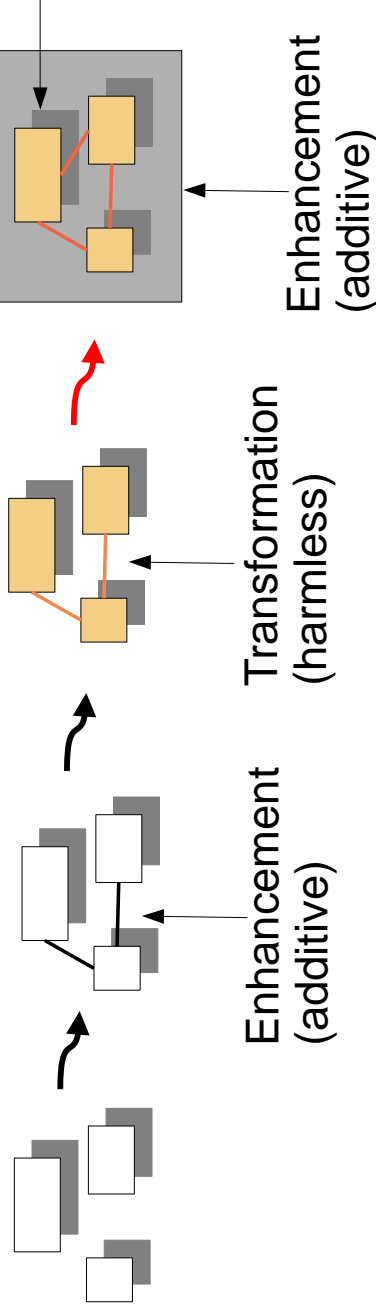 Enhancement
(additive)
Transformation
(harmless)
Enhancement
(additive)